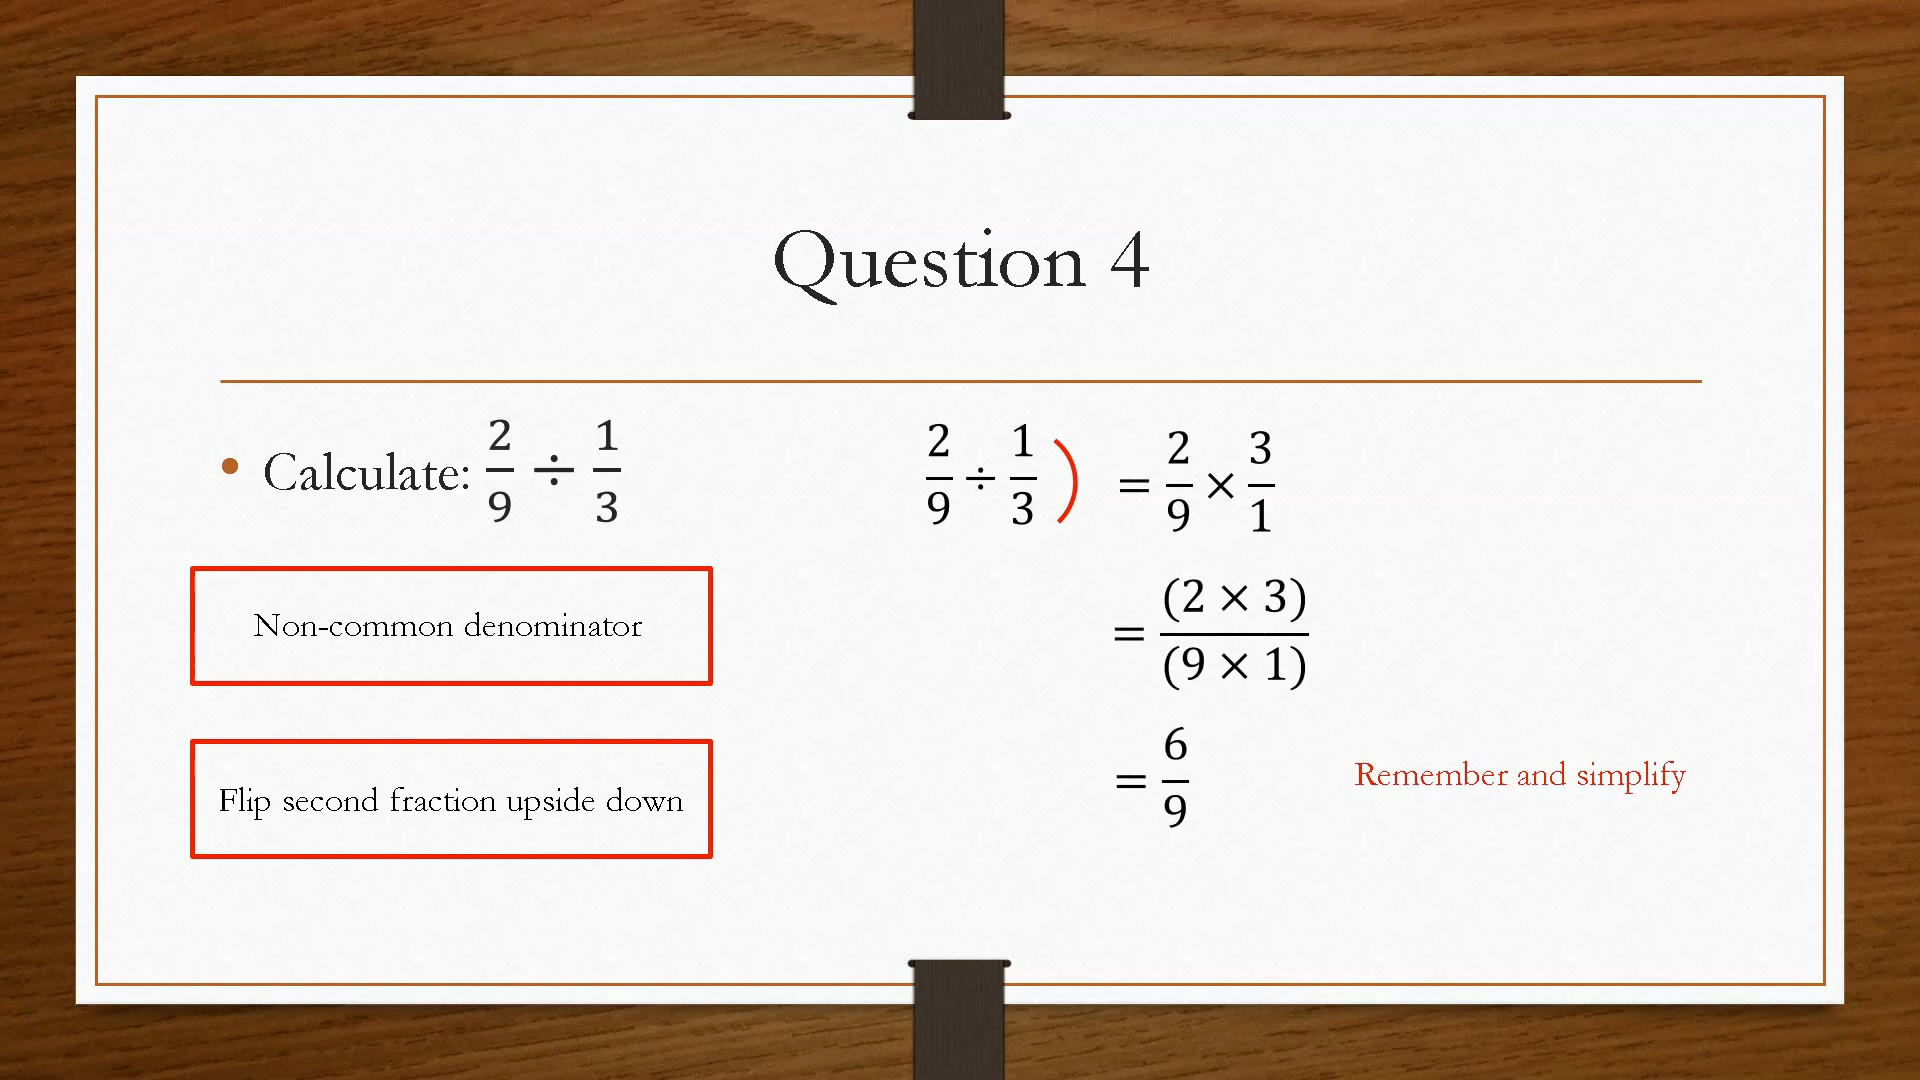 Question 4
• Calculate: 2/9 ÷ 1/3
Non-common denominator
Flip second fraction upside down
2/9 ÷ 1/3 ) = 2/9 × 3/1
= (2 × 3)/(9 × 1)
= 6/9
Remember and simplify